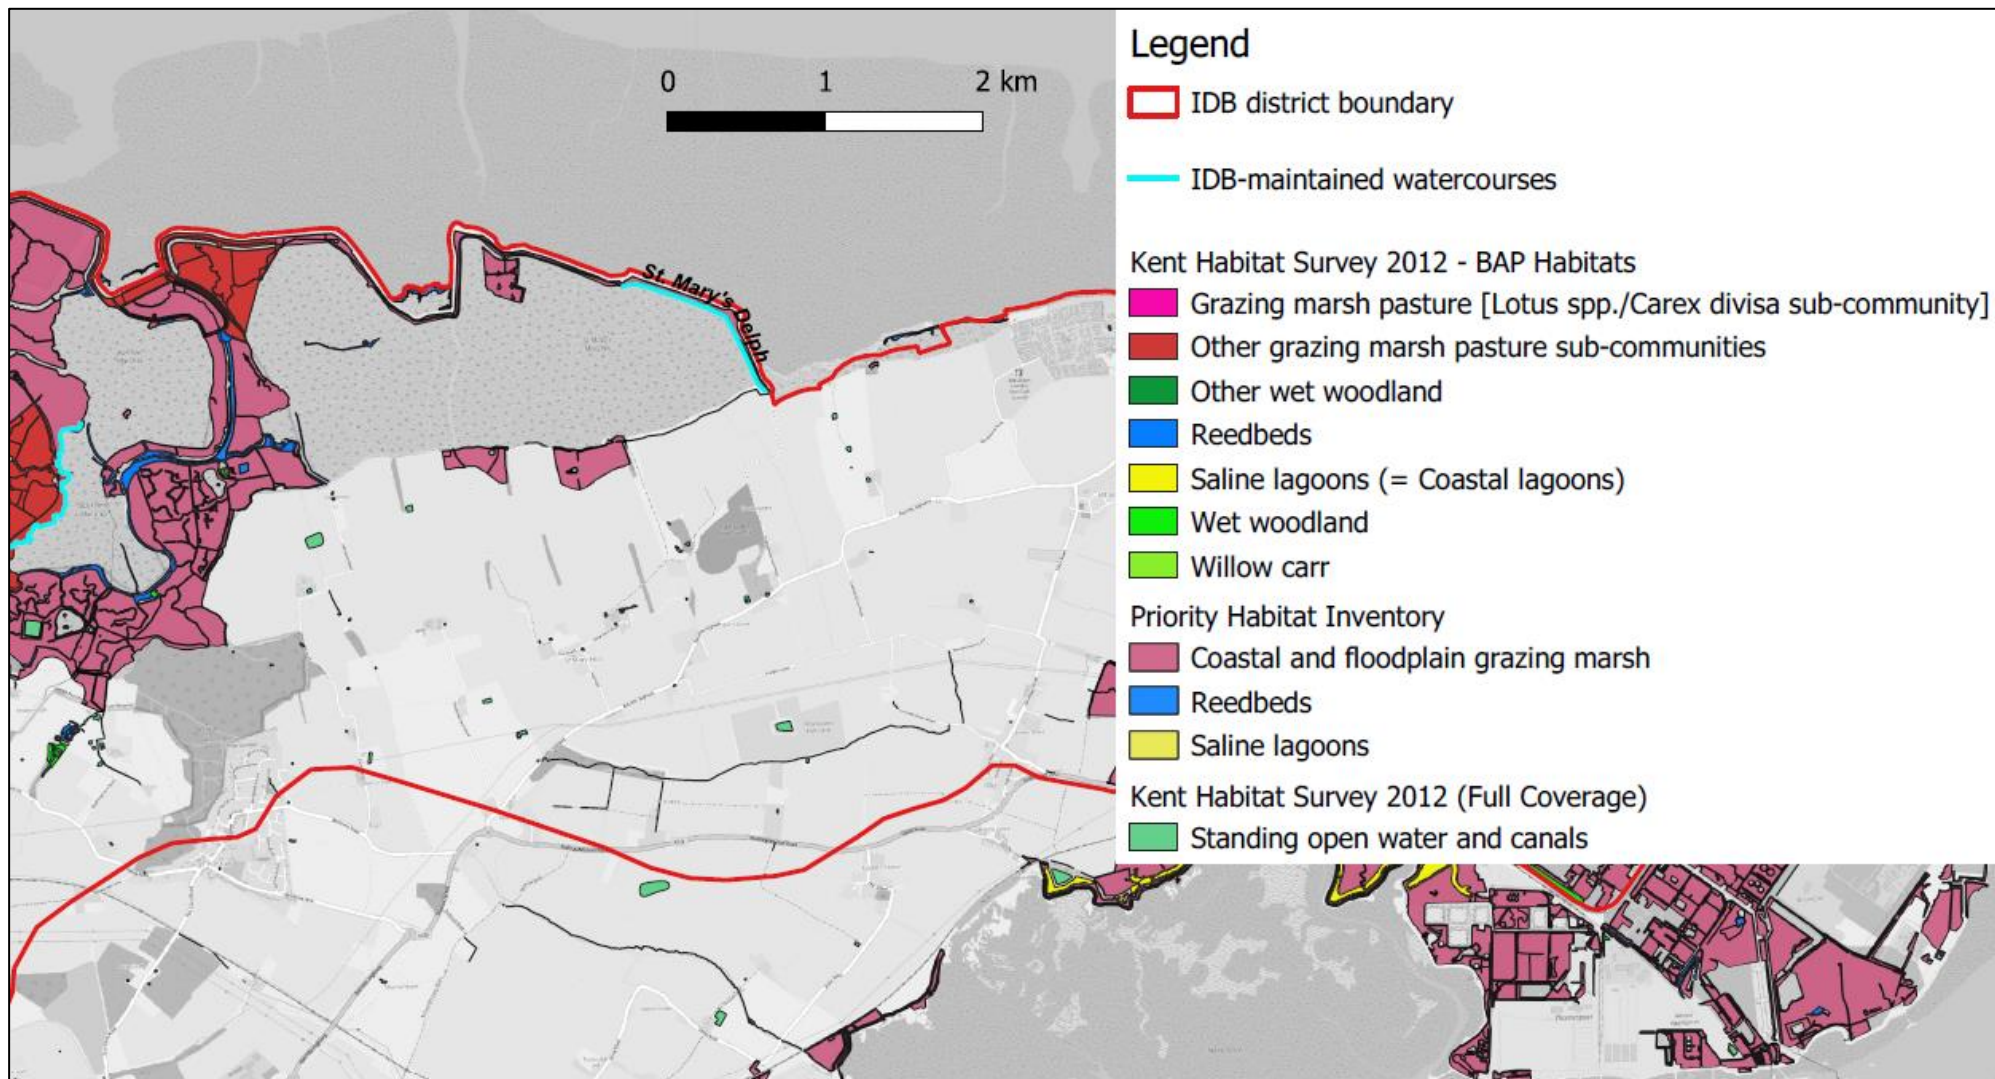 0 1 2 km
St. Mary's Delph
Legend
IDB district boundary
IDB-maintained watercourses
Kent Habitat Survey 2012 - BAP Habitats
Grazing marsh pasture [Lotus spp./Carex divisa sub-community]
Other grazing marsh pasture sub-communities
Other wet woodland
Reedbeds
Saline lagoons (= Coastal lagoons)
Wet woodland
Willow carr
Priority Habitat Inventory
Coastal and floodplain grazing marsh
Reedbeds
Saline lagoons
Kent Habitat Survey 2012 (Full Coverage)
Standing open water and canals